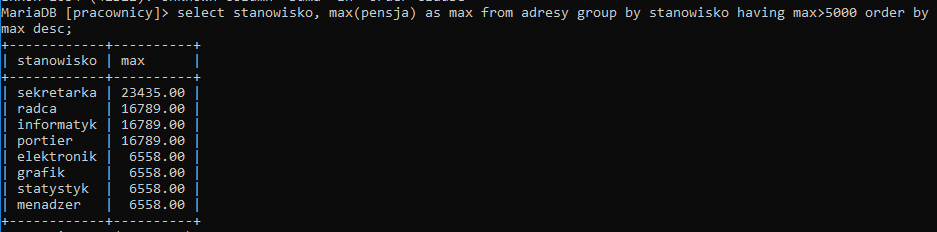 MariaDB [pracownicy]> select stanowisko, max(pensja) as max from adresy group by stanowisko having max>5000 order by
max desc;
+------------+----------+
| stanowisko | max      |
+------------+----------+
| sekretarka | 23435.00 |
| radca      | 16789.00 |
| informatyk | 16789.00 |
| portier    | 16789.00 |
| elektronik |  6558.00 |
| grafik     |  6558.00 |
| statystyk  |  6558.00 |
| menadzer   |  6558.00 |
+------------+----------+